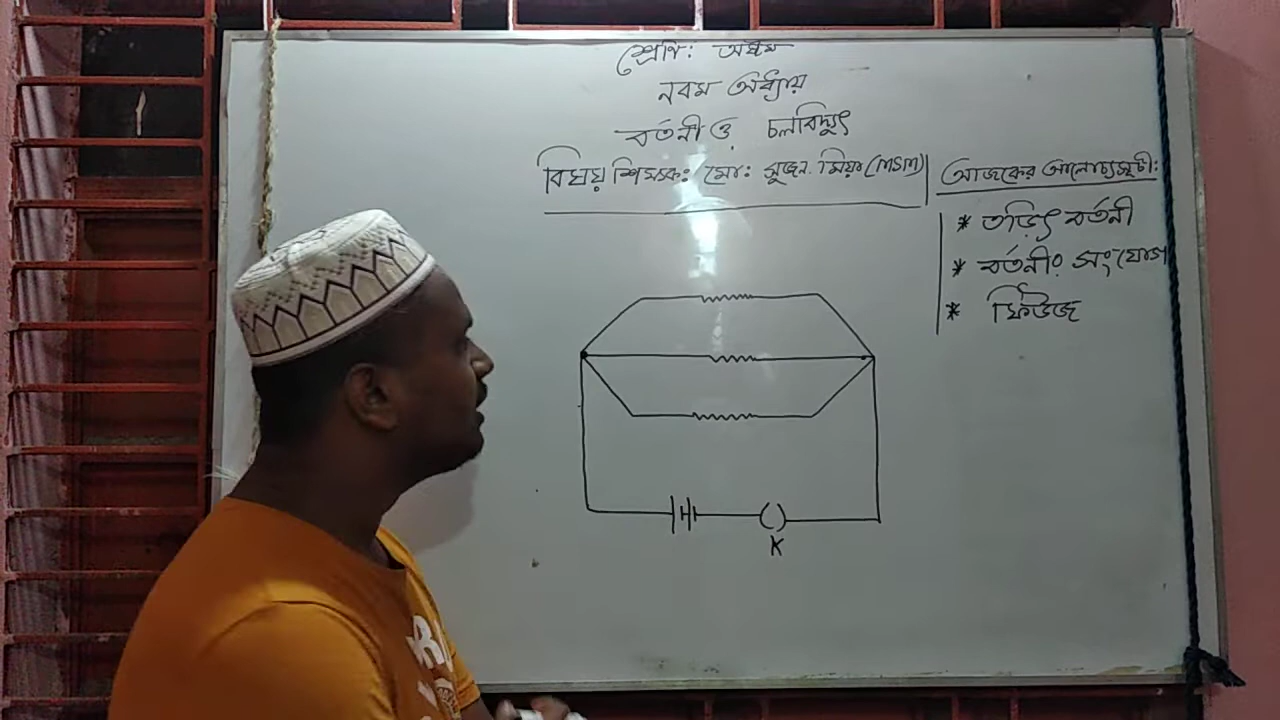 শ্রেণি: অষ্টম
নবম অধ্যায়
বর্তনী ও চলবিদ্যুৎ
বিষয় শিক্ষক: মো: সুজন মিয়া
আজকের আলোচ্যসূচী:
* তড়িৎ বর্তনী
* বর্তনীর সংযোগ
* ফিউজ
K